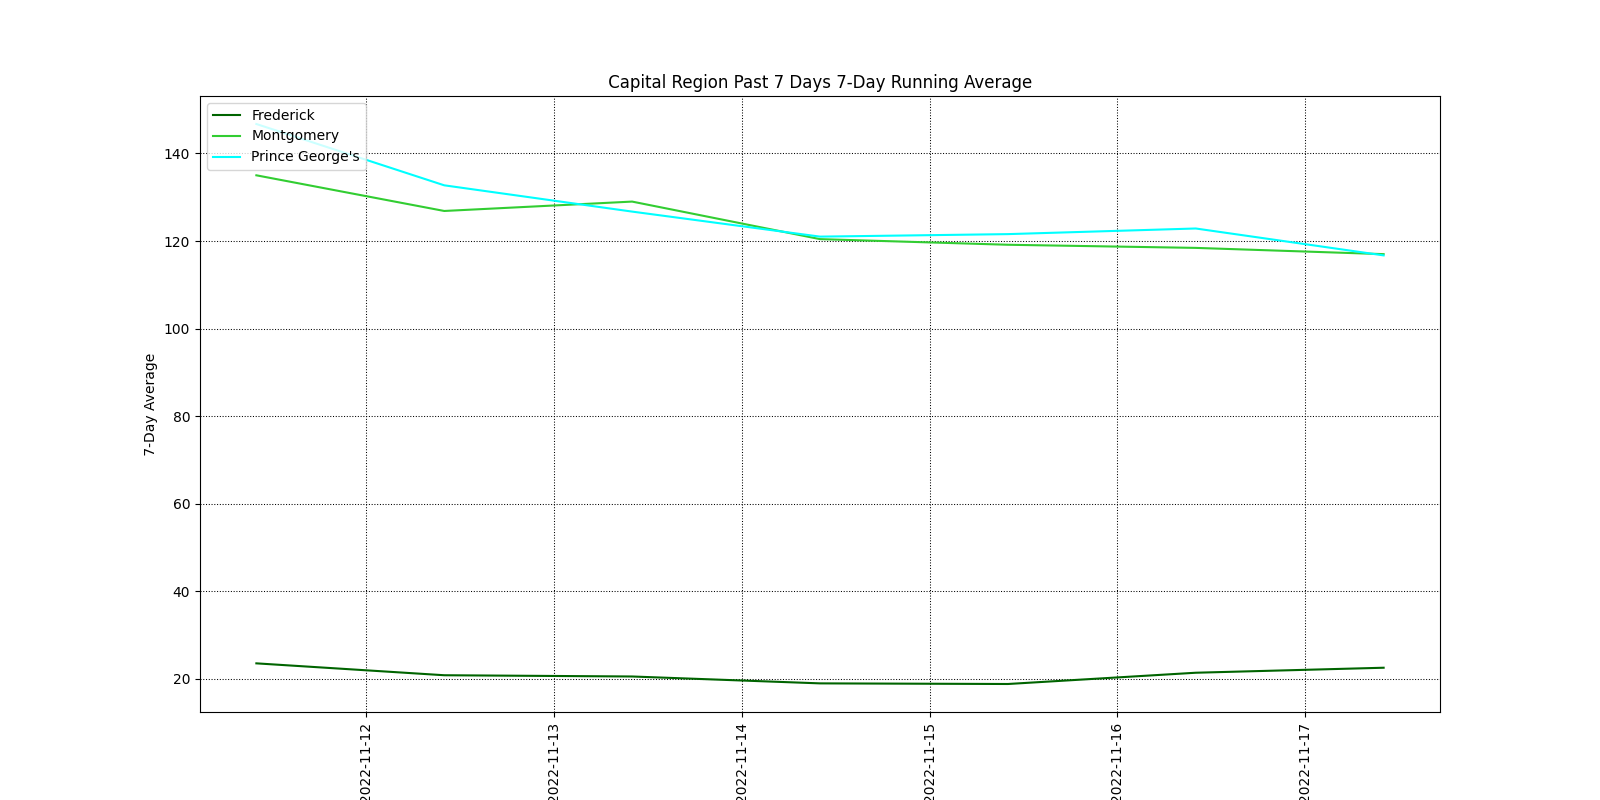 Capital Region Past 7 Days 7-Day Running Average
Frederick
Montgomery
Prince George's
140
120
100
80
60
40
20
7-Day Average
2022-11-12
2022-11-13
2022-11-14
2022-11-15
2022-11-16
2022-11-17